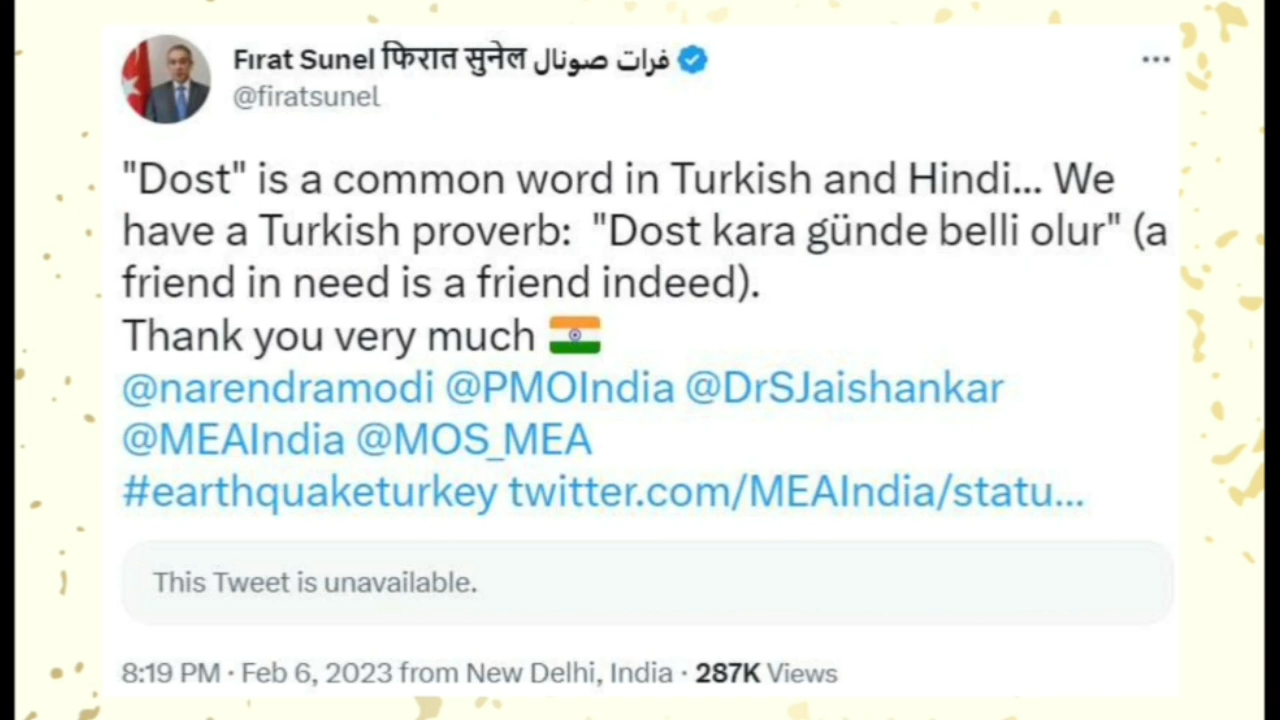 Fırat Sunel फिरात सुनेल فرات صونال
@firatsunel
"Dost" is a common word in Turkish and Hindi... We
have a Turkish proverb:  "Dost kara günde belli olur" (a
friend in need is a friend indeed).
Thank you very much 🇮🇳
@narendramodi @PMOIndia @DrSJaishankar
@MEAIndia @MOS_MEA
#earthquaketurkey twitter.com/MEAIndia/statu...
This Tweet is unavailable.
8:19 PM · Feb 6, 2023 from New Delhi, India · 287K Views